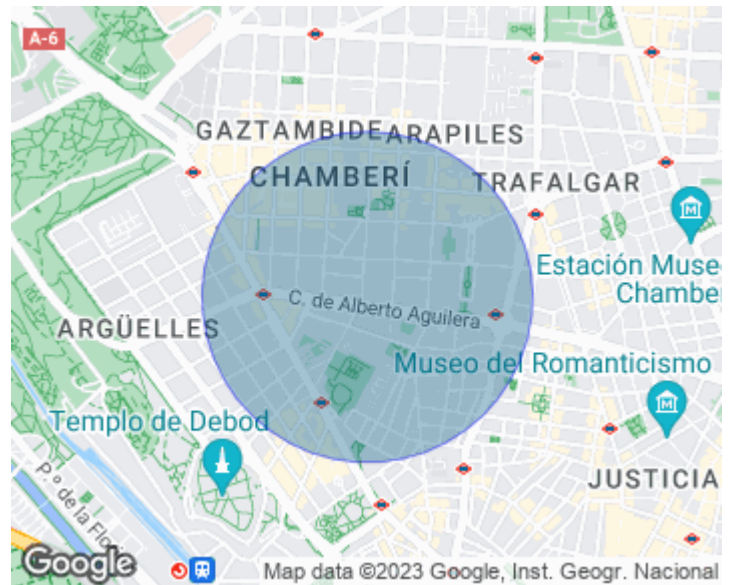 A-6
GAZTAMBIDE
ARAPILES
CHAMBERÍ
TRAFALGAR
Estación Muse
Chambe
C. de Alberto Aguilera
ARGÜELLES
Museo del Romanticismo
M
M
Templo de Debod
JUSTICIA
P.º de la Flo
Google
Map data ©2023 Google, Inst. Geogr. Nacional